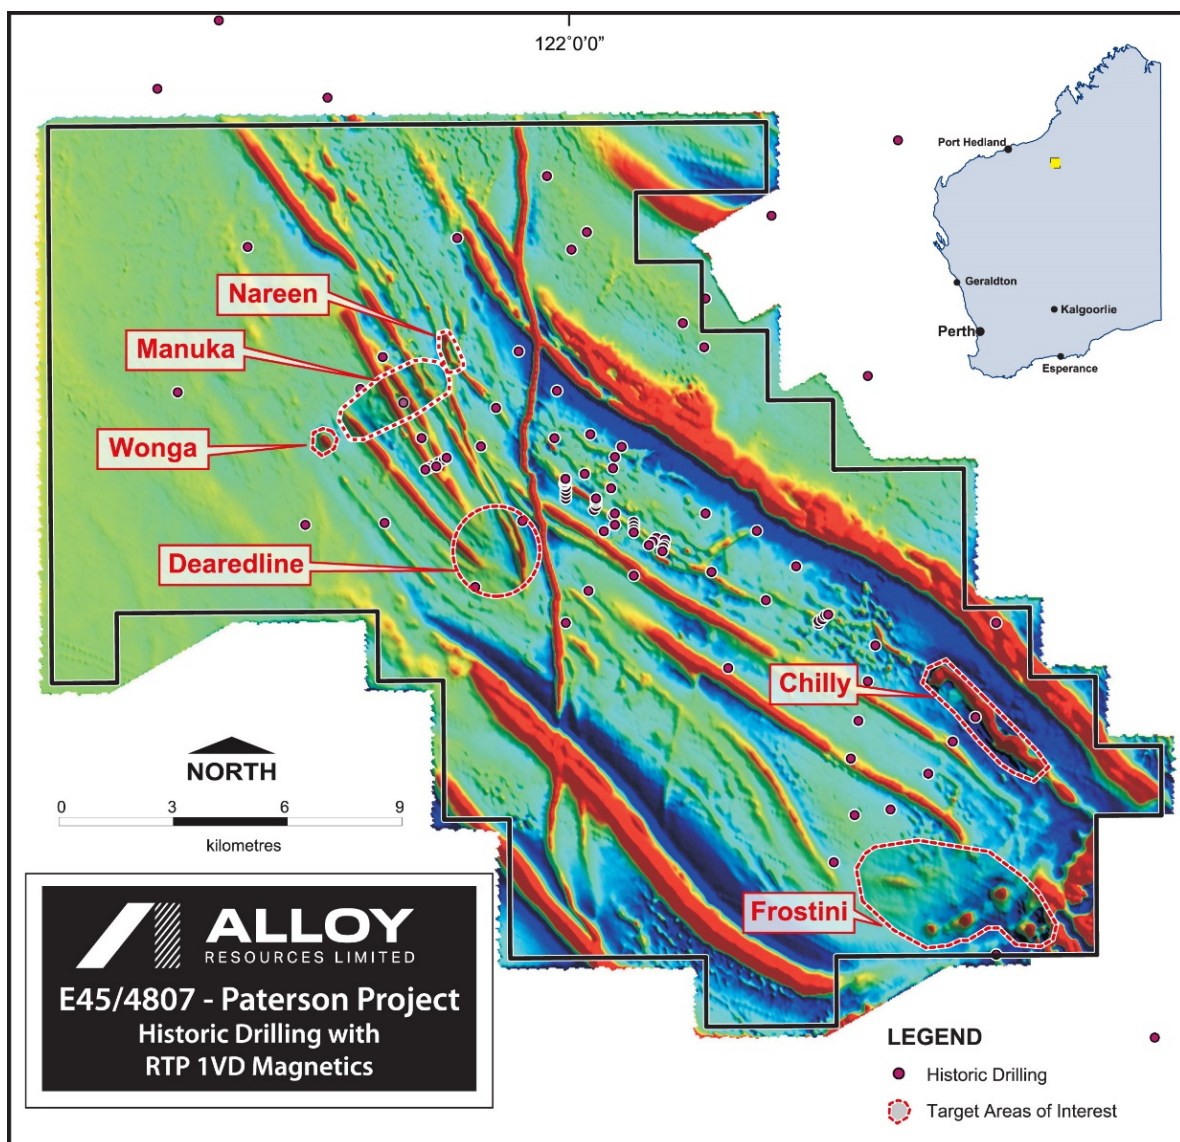 122°0'0"
Port Hedland
Geraldton
Kalgoorlie
Perth
Esperance
Nareen
Manuka
Wonga
Dearedline
Chilly
Frostini
NORTH
0 3 6 9
kilometres
ALLOY
RESOURCES LIMITED
E45/4807 - Paterson Project
Historic Drilling with
RTP 1VD Magnetics
LEGEND
Historic Drilling
Target Areas of Interest